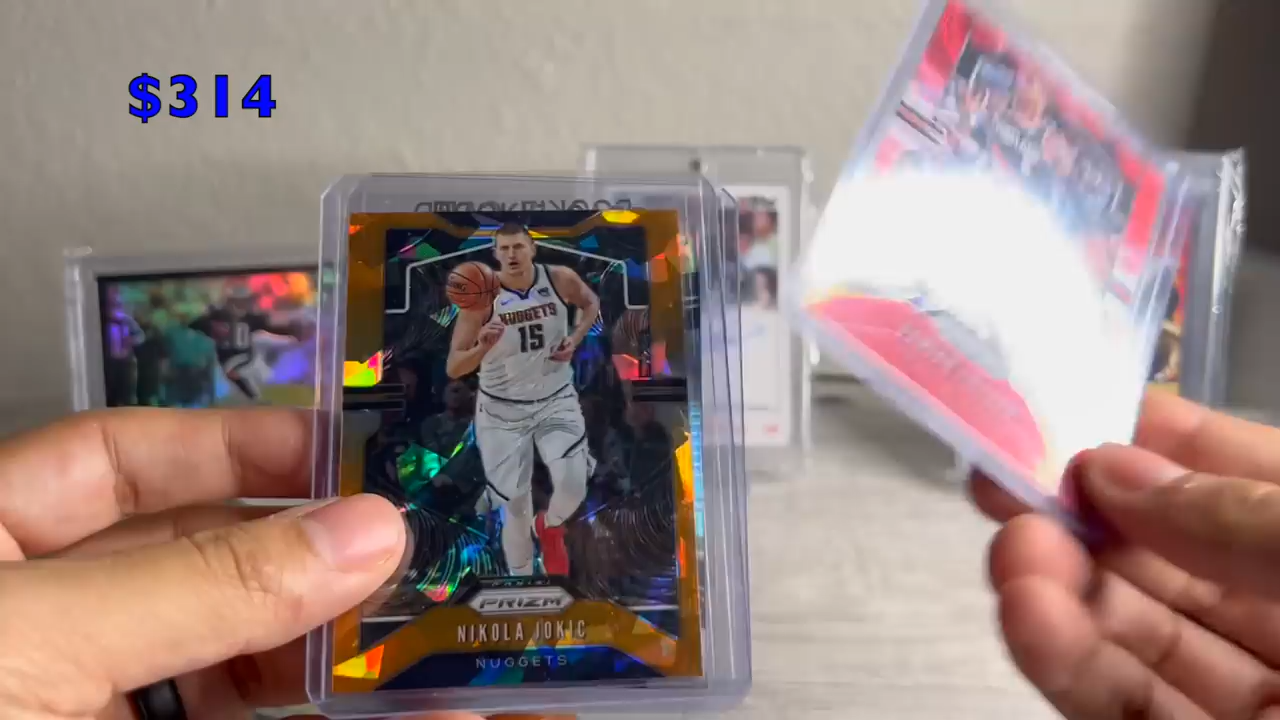 $314
NUGGETS
15
PANINI
PRIZM
NIKOLA JOKIC
NUGGETS